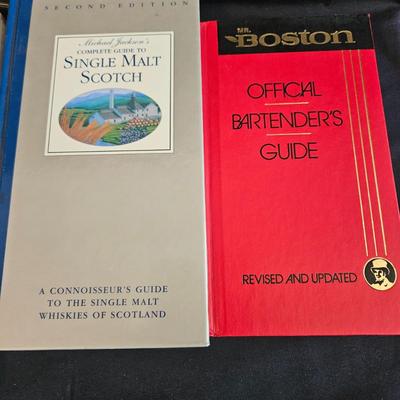 SECOND EDITION
Michael Jackson's
COMPLETE GUIDE TO
SINGLE MALT
SCOTCH
A CONNOISSEUR'S GUIDE
TO THE SINGLE MALT
WHISKIES OF SCOTLAND
MR.
BOSTON
OFFICIAL
BARTENDER'S
GUIDE
REVISED AND UPDATED